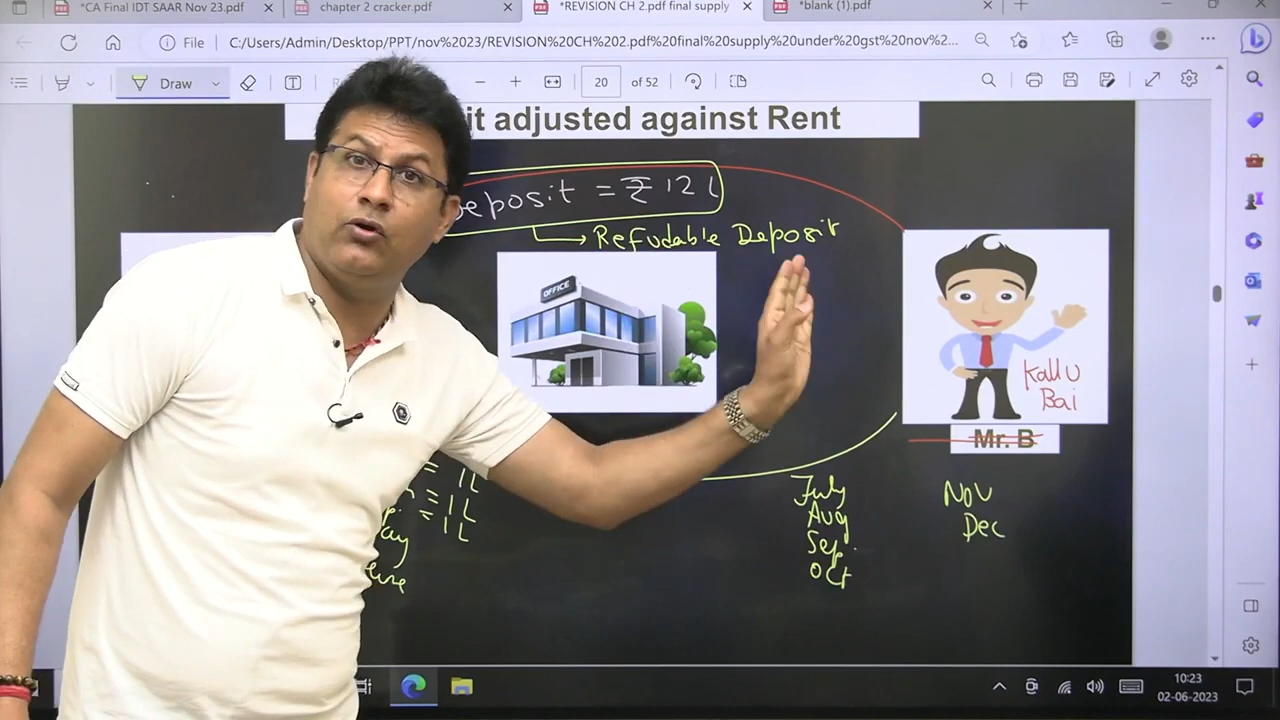 *CA Final IDT SAAR Nov 23.pdf
chapter 2 cracker.pdf
*REVISION CH 2.pdf final supply
*blank (1).pdf
File
C:/Users/Admin/Desktop/PPT/nov%2023/REVISION%20CH%202.pdf%20final%20supply%20under%20gst%20nov%2...
Draw
20 of 52
it adjusted against Rent
Deposit = ₹ 12 L
Refudable Deposit
OFFICE
Kallu
Bai
Mr. B
= 1L
= 1L
= 1L
July
Aug
Sep.
Oct
Nov
Dec
10:23
02-06-2023